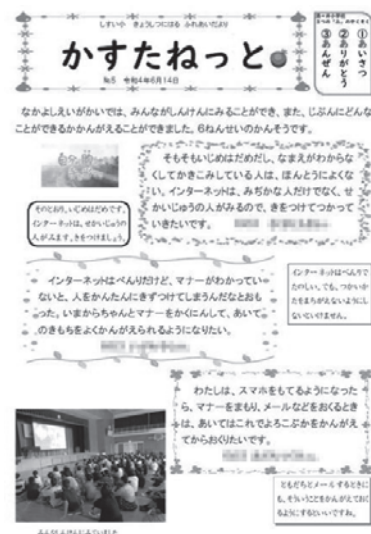 しすい小　きょうしつにはる　ふれあいだより
かすたねっと
№5　令和4年6月14日
①あいさつ
②ありがとう
③あんぜん
なかよしえいがかいでは、みんながしんけんにみることができ、また、じぶんにどんな
ことができるかかんがえることができました。6ねんせいのかんそうです。
そもそもいじめはだめだし、なまえがわからな
くしてかきこみしている人は、ほんとうによくな
い。インターネットは、みぢかな人だけでなく、せ
かいじゅうの人がみるので、きをつけてつかって
いきたいです。
そのとおり、いじめはだめです。
インターネットは、せかいじゅうの
人がみます。きをつけましょう。
インターネットはべんりだけど、マナーがわかってい
ないと、人をかんたんにきずつけてしまうんだなとおも
った。いまからちゃんとマナーをかくにんして、あいて
のきもちをよくかんがえられるようになりたい。
インターネットはべんりで
たのしい。でも、つかいか
たをまちがえないようにし
ないといけません。
わたしは、スマホをもてるようになった
ら、マナーをまもり、メールなどをおくるとき
は、あいてはこれでよろこぶかをかんがえ
てからおくりたいです。
ともだちとメールするときに
も、そういうことをかんがえておく
るようにするといいですね。